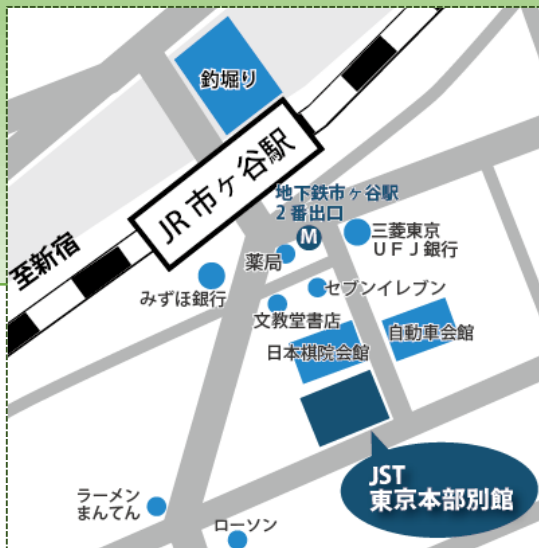 釣堀り
JR 市ヶ谷駅
至新宿
地下鉄市ヶ谷駅
2 番出口
M
三菱東京
UFJ 銀行
薬局
みずほ銀行
セブンイレブン
文教堂書店
日本棋院会館
自動車会館
JST
東京本部別館
ラーメン
まんてん
ローソン